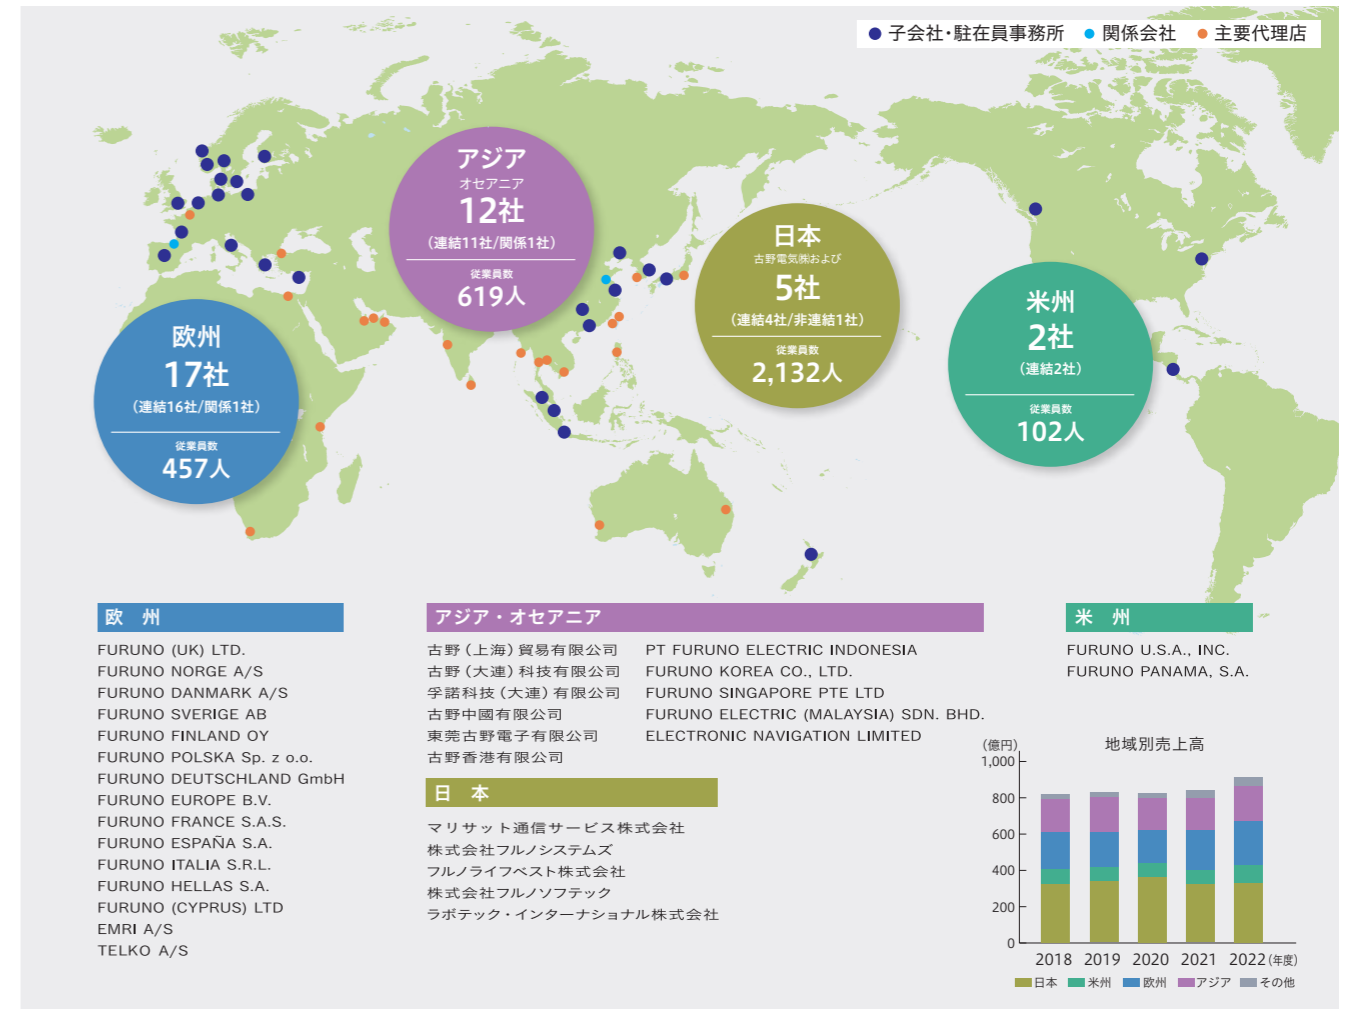 子会社・駐在員事務所 関係会社 主要代理店
アジア
オセアニア
12社
（連結11社/関係1社）
従業員数
619人
日本
古野電気㈱および
5社
（連結4社/非連結1社）
従業員数
2,132人
欧州
17社
（連結16社/関係1社）
従業員数
457人
米州
2社
（連結2社）
従業員数
102人
欧 州
FURUNO (UK) LTD.
FURUNO NORGE A/S
FURUNO DANMARK A/S
FURUNO SVERIGE AB
FURUNO FINLAND OY
FURUNO POLSKA Sp. z o.o.
FURUNO DEUTSCHLAND GmbH
FURUNO EUROPE B.V.
FURUNO FRANCE S.A.S.
FURUNO ESPAÑA S.A.
FURUNO ITALIA S.R.L.
FURUNO HELLAS S.A.
FURUNO (CYPRUS) LTD
EMRI A/S
TELKO A/S
アジア・オセアニア
古野（上海）貿易有限公司
古野（大連）科技有限公司
孚諾科技（大連）有限公司
古野中國有限公司
東莞古野電子有限公司
古野香港有限公司
PT FURUNO ELECTRIC INDONESIA
FURUNO KOREA CO., LTD.
FURUNO SINGAPORE PTE LTD
FURUNO ELECTRIC (MALAYSIA) SDN. BHD.
ELECTRONIC NAVIGATION LIMITED
日 本
マリサット通信サービス株式会社
株式会社フルノシステムズ
フルノライフベスト株式会社
株式会社フルノソフテック
ラボテック・インターナショナル株式会社
米 州
FURUNO U.S.A., INC.
FURUNO PANAMA, S.A.
地域別売上高
（億円）
1,000
800
600
400
200
0
2018 2019 2020 2021 2022（年度）
日本 米州 欧州 アジア その他